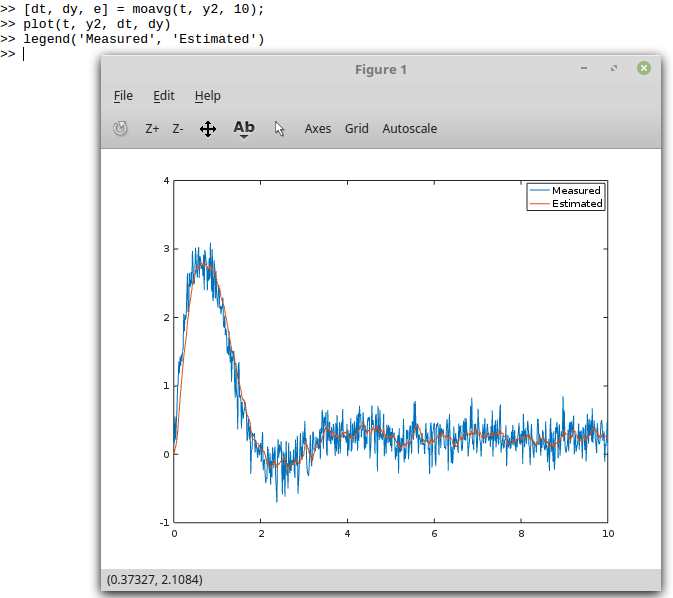 >> [dt, dy, e] = moavg(t, y2, 10);
>> plot(t, y2, dt, dy)
>> legend('Measured', 'Estimated')
>>
Figure 1
File Edit Help
Z+ Z- Ab Axes Grid Autoscale
Measured
Estimated
4
3
2
1
0
-1
0 2 4 6 8 10
(0.37327, 2.1084)